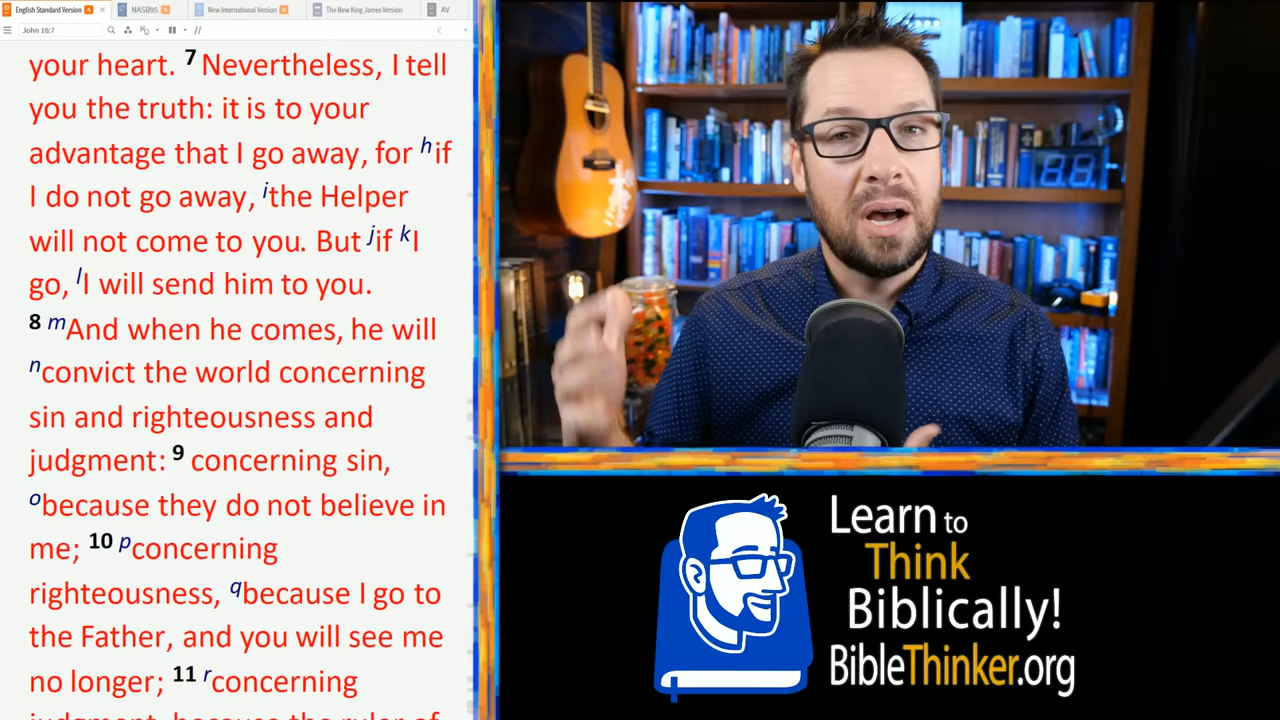 English Standard Version A
NASB95 A
New International Version A
The New King James Version
AV
John 16:7
your heart. 7 Nevertheless, I tell
you the truth: it is to your
advantage that I go away, for h if
I do not go away, i the Helper
will not come to you. But j if k I
go, l I will send him to you.
8 m And when he comes, he will
n convict the world concerning
sin and righteousness and
judgment: 9 concerning sin,
o because they do not believe in
me; 10 p concerning
righteousness, q because I go to
the Father, and you will see me
no longer; 11 r concerning
judgment, because the ruler of
Learn to
Think
Biblically!
BibleThinker.org